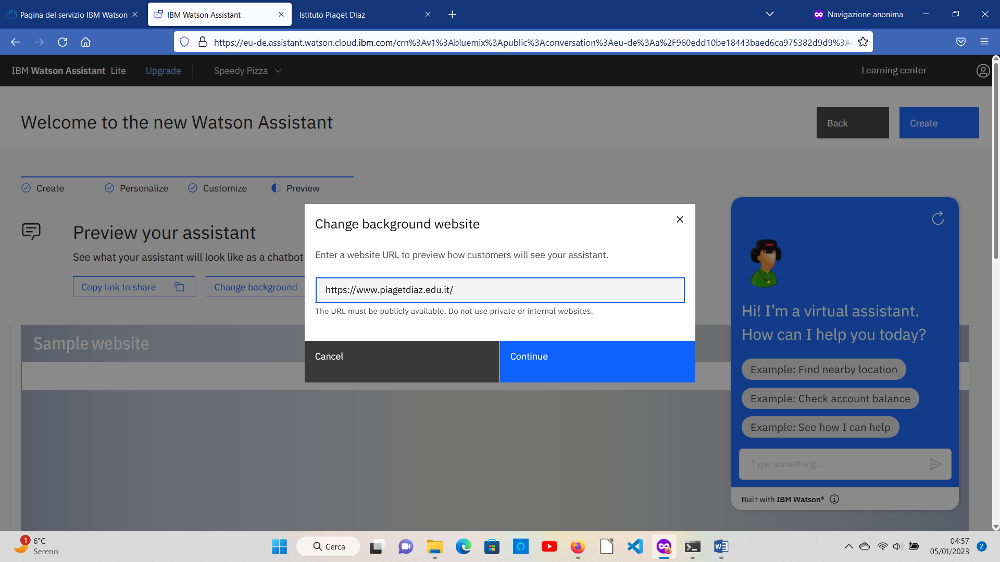 Pagina del servizio IBM Watson
IBM Watson Assistant
Istituto Piaget Diaz
Navigazione anonima
https://eu-de.assistant.watson.cloud.ibm.com/crn%3Av1%3Abluemix%3Apublic%3Aconversation%3Aeu-de%3Aa%2F960edd10be18443baed6ca975382d9d9%3A
IBM Watson Assistant Lite
Upgrade
Speedy Pizza
Learning center
Welcome to the new Watson Assistant
Back
Create
Create
Personalize
Customize
Preview
Preview your assistant
See what your assistant will look like as a chatbot
Copy link to share
Change background
Sample website
Change background website
Enter a website URL to preview how customers will see your assistant.
https://www.piagetdiaz.edu.it/
The URL must be publicly available. Do not use private or internal websites.
Cancel
Continue
Hi! I’m a virtual assistant.
How can I help you today?
Example: Find nearby location
Example: Check account balance
Example: See how I can help
Type something...
Built with IBM Watson®
1
6°C
Sereno
Cerca
04:57
05/01/2023
2